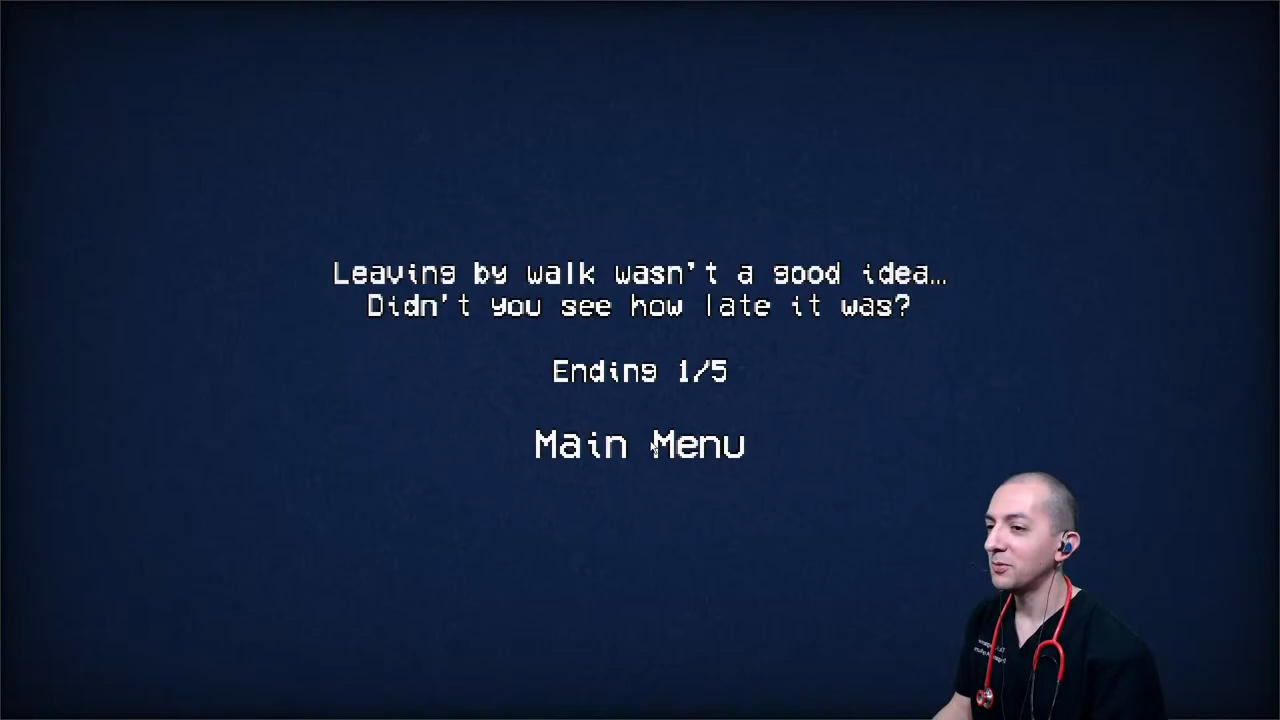 Leaving by walk wasn't a good idea…
Didn't you see how late it was?
Ending 1/5
Main Menu